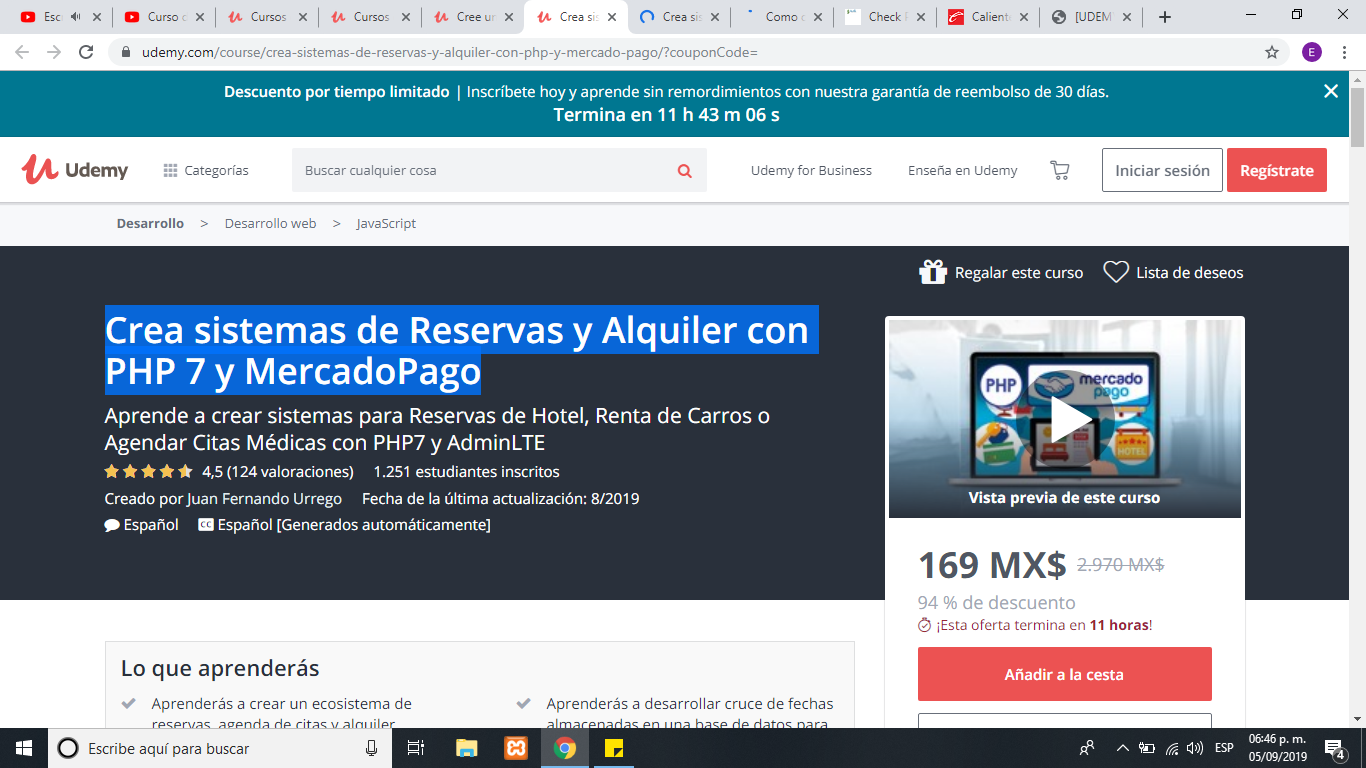 Esc
Curso c
Cursos
Cursos
Cree ur
Crea sis
Crea sis
Como c
Check F
Calient
[UDEM
udemy.com/course/crea-sistemas-de-reservas-y-alquiler-con-php-y-mercado-pago/?couponCode=
E
Descuento por tiempo limitado | Inscríbete hoy y aprende sin remordimientos con nuestra garantía de reembolso de 30 días.
Termina en 11 h 43 m 06 s
Udemy
Categorías
Buscar cualquier cosa
Udemy for Business
Enseña en Udemy
Iniciar sesión
Regístrate
Desarrollo > Desarrollo web > JavaScript
Regalar este curso
Lista de deseos
Crea sistemas de Reservas y Alquiler con
PHP 7 y MercadoPago
Aprende a crear sistemas para Reservas de Hotel, Renta de Carros o
Agendar Citas Médicas con PHP7 y AdminLTE
4,5 (124 valoraciones) 1.251 estudiantes inscritos
Creado por Juan Fernando Urrego Fecha de la última actualización: 8/2019
Español
CC Español [Generados automáticamente]
PHP
mercado
pago
HOTEL
Vista previa de este curso
169 MX$ 2.970 MX$
94 % de descuento
¡Esta oferta termina en 11 horas!
Añadir a la cesta
Lo que aprenderás
Aprenderás a crear un ecosistema de
reservas, agenda de citas y alquiler
Aprenderás a desarrollar cruce de fechas
almacenadas en una base de datos para
Escribe aquí para buscar
ESP
06:46 p. m.
05/09/2019
4